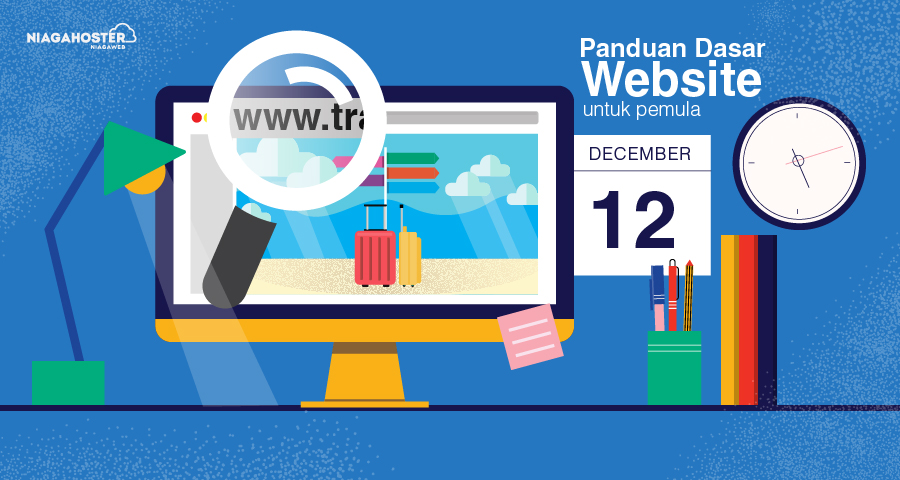 NIAGAHOSTER
NIAGAWEB
Panduan Dasar
Website
untuk pemula
www.tra
DECEMBER
12